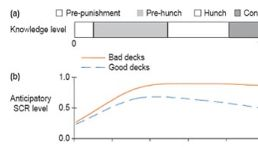 (a) Pre-punishment Pre-hunch Hunch Con
Knowledge level
Bad decks
Good decks
(b)
1.0
Anticipatory
SCR level
0.5
0.0